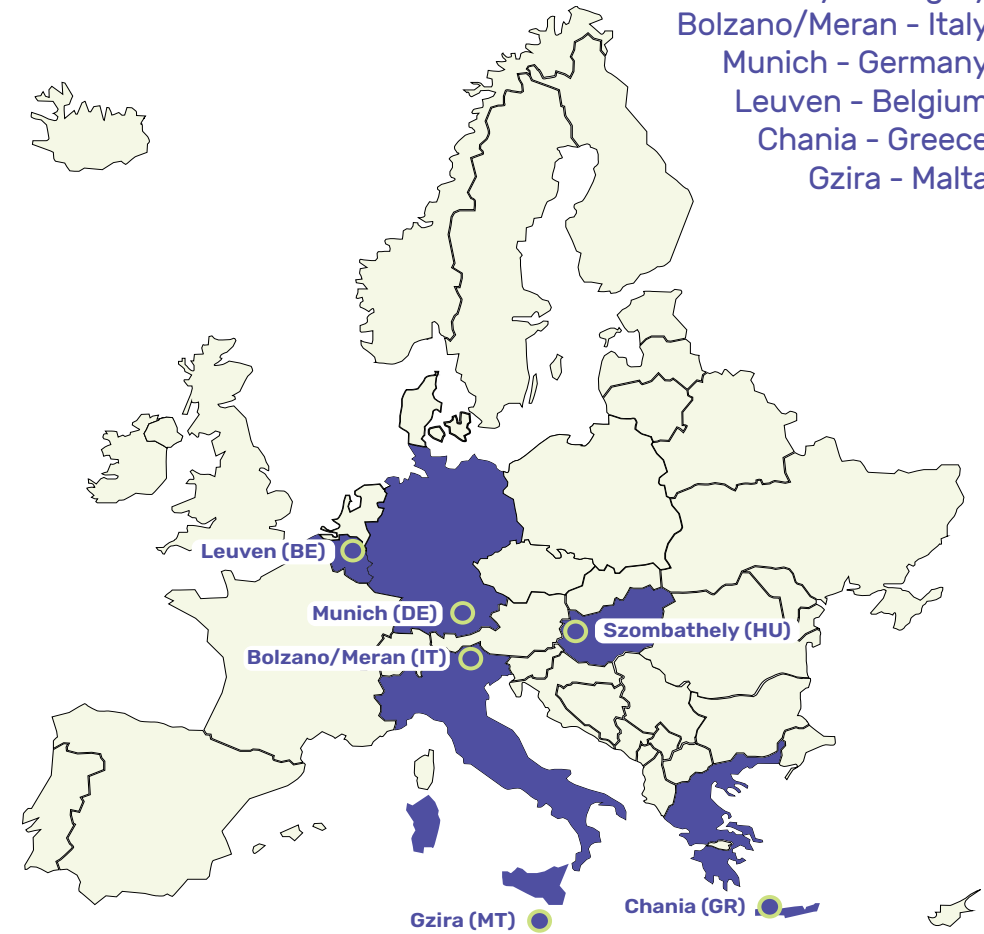 Bolzano/Meran - Italy
Munich - Germany
Leuven - Belgium
Chania - Greece
Gzira - Malta
Leuven (BE)
Munich (DE)
Szombathely (HU)
Bolzano/Meran (IT)
Chania (GR)
Gzira (MT)